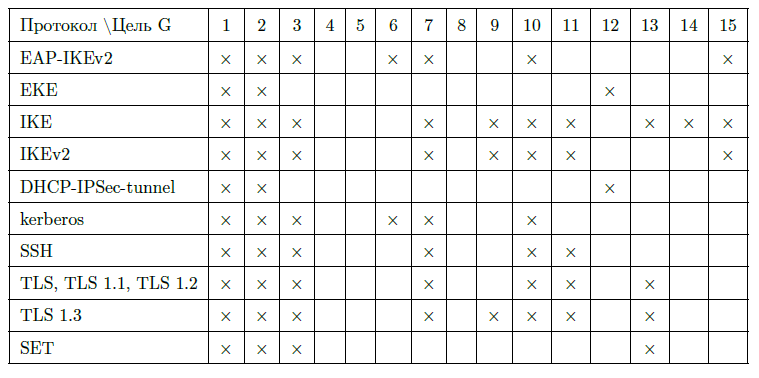 Протокол \Цель G 1 2 3 4 5 6 7 8 9 10 11 12 13 14 15
EAP-IKEv2 × × × × × × ×
EKE × × ×
IKE × × × × × × × × × ×
IKEv2 × × × × × × × ×
DHCP-IPSec-tunnel × × ×
kerberos × × × × × ×
SSH × × × × × ×
TLS, TLS 1.1, TLS 1.2 × × × × × × ×
TLS 1.3 × × × × × × × ×
SET × × × ×